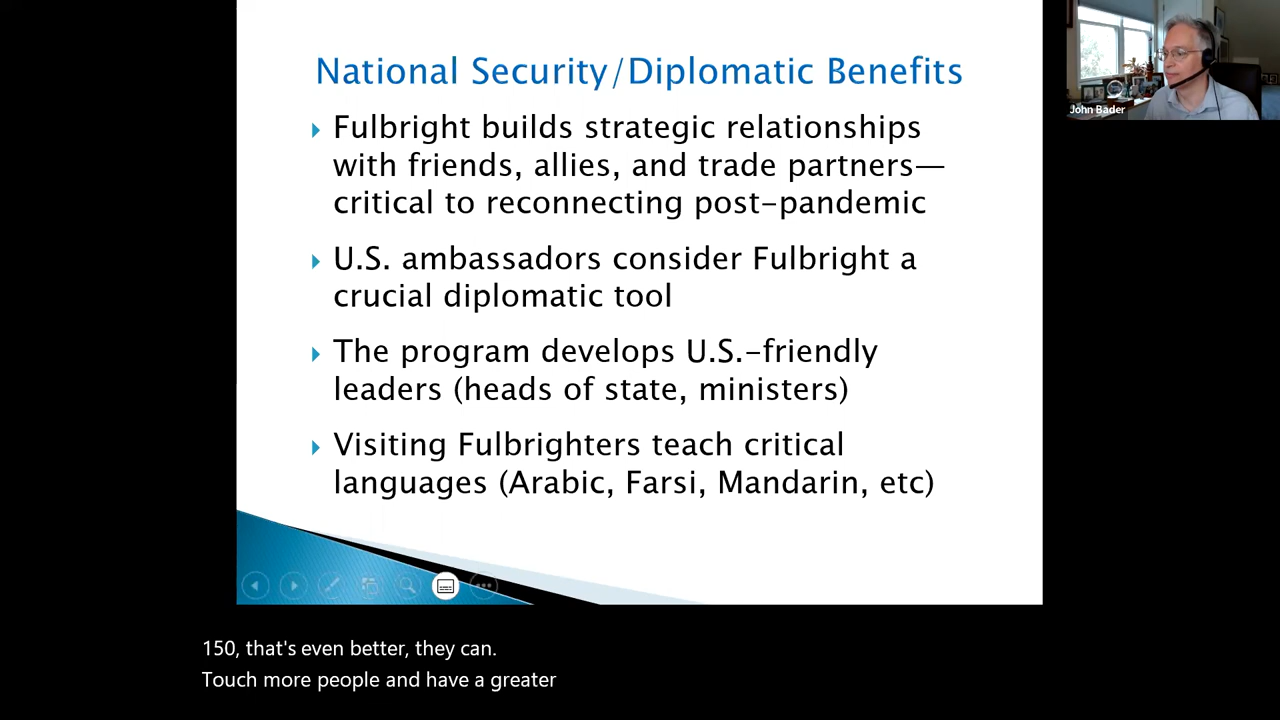 National Security/Diplomatic Benefits
Fulbright builds strategic relationships
with friends, allies, and trade partners—
critical to reconnecting post-pandemic
U.S. ambassadors consider Fulbright a
crucial diplomatic tool
The program develops U.S.-friendly
leaders (heads of state, ministers)
Visiting Fulbrighters teach critical
languages (Arabic, Farsi, Mandarin, etc)
John Bader
150, that's even better, they can.
Touch more people and have a greater